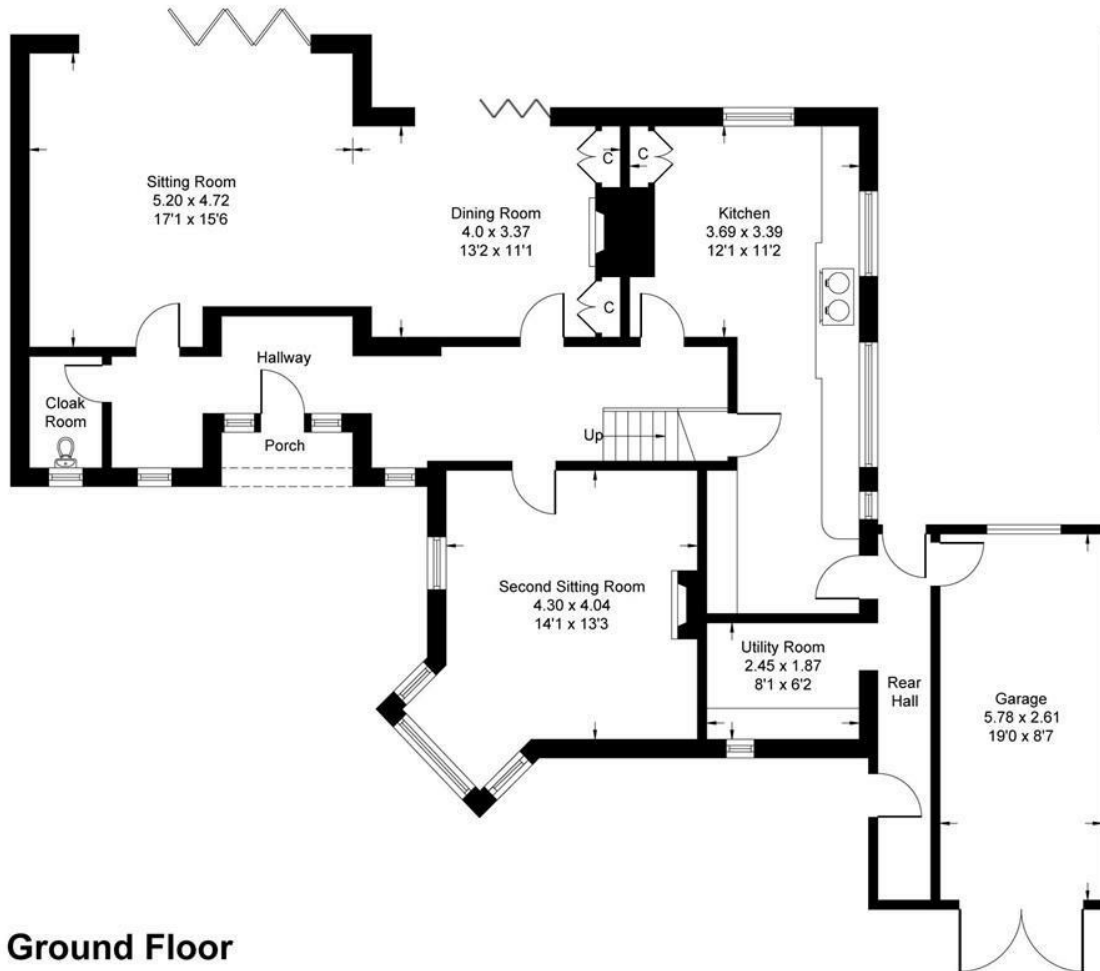 Sitting Room
5.20 x 4.72
17'1 x 15'6
Dining Room
4.0 x 3.37
13'2 x 11'1
C
C
C
Kitchen
3.69 x 3.39
12'1 x 11'2
Hallway
Cloak
Room
Porch
Up
Second Sitting Room
4.30 x 4.04
14'1 x 13'3
Utility Room
2.45 x 1.87
8'1 x 6'2
Rear
Hall
Garage
5.78 x 2.61
19'0 x 8'7
Ground Floor